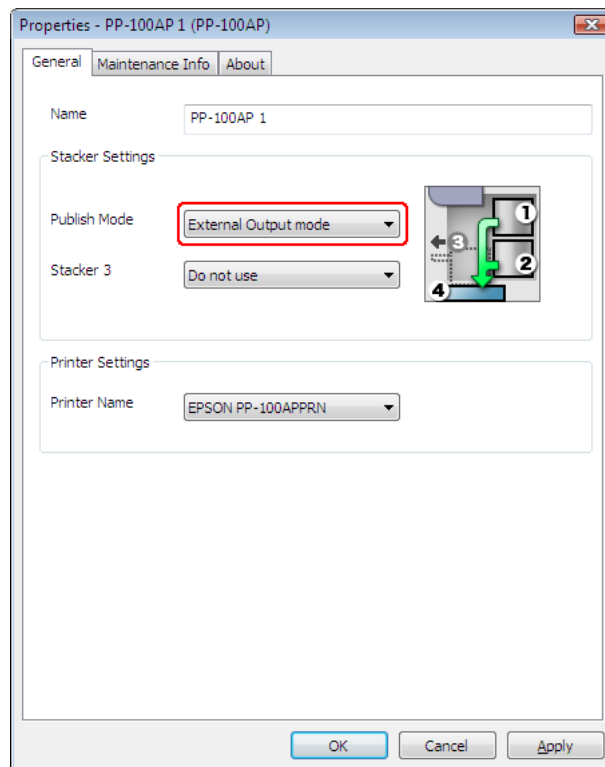 Properties - PP-100AP 1 (PP-100AP)
General Maintenance Info About
Name PP-100AP 1
Stacker Settings
Publish Mode External Output mode
1
3
Stacker 3 Do not use
2
4
Printer Settings
Printer Name EPSON PP-100APPRN
OK Cancel Apply